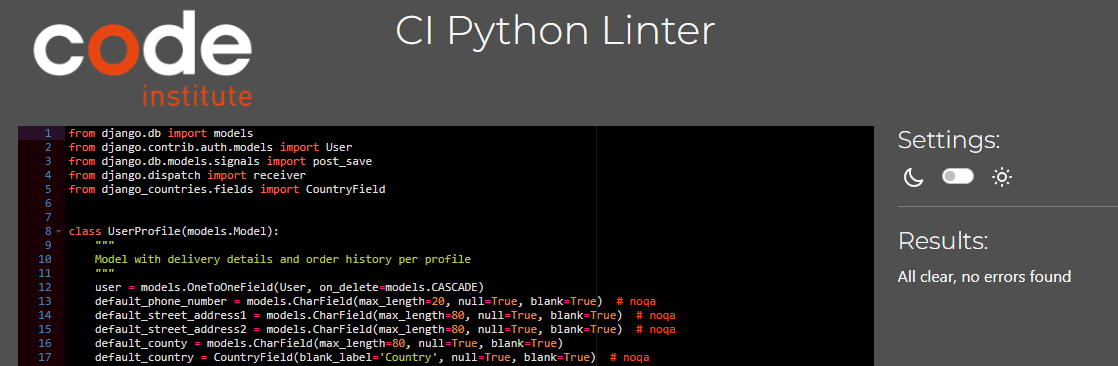 code
institute
CI Python Linter
1 from django.db import models
2 from django.contrib.auth.models import User
3 from django.db.models.signals import post_save
4 from django.dispatch import receiver
5 from django_countries.fields import CountryField
6
7
8 class UserProfile(models.Model):
9     """
10     Model with delivery details and order history per profile
11     """
12     user = models.OneToOneField(User, on_delete=models.CASCADE)
13     default_phone_number = models.CharField(max_length=20, null=True, blank=True)  # noqa
14     default_street_address1 = models.CharField(max_length=80, null=True, blank=True)  # noqa
15     default_street_address2 = models.CharField(max_length=80, null=True, blank=True)  # noqa
16     default_county = models.CharField(max_length=80, null=True, blank=True)
17     default_country = CountryField(blank_label='Country', null=True, blank=True)  # noqa
Settings:
Results:
All clear, no errors found